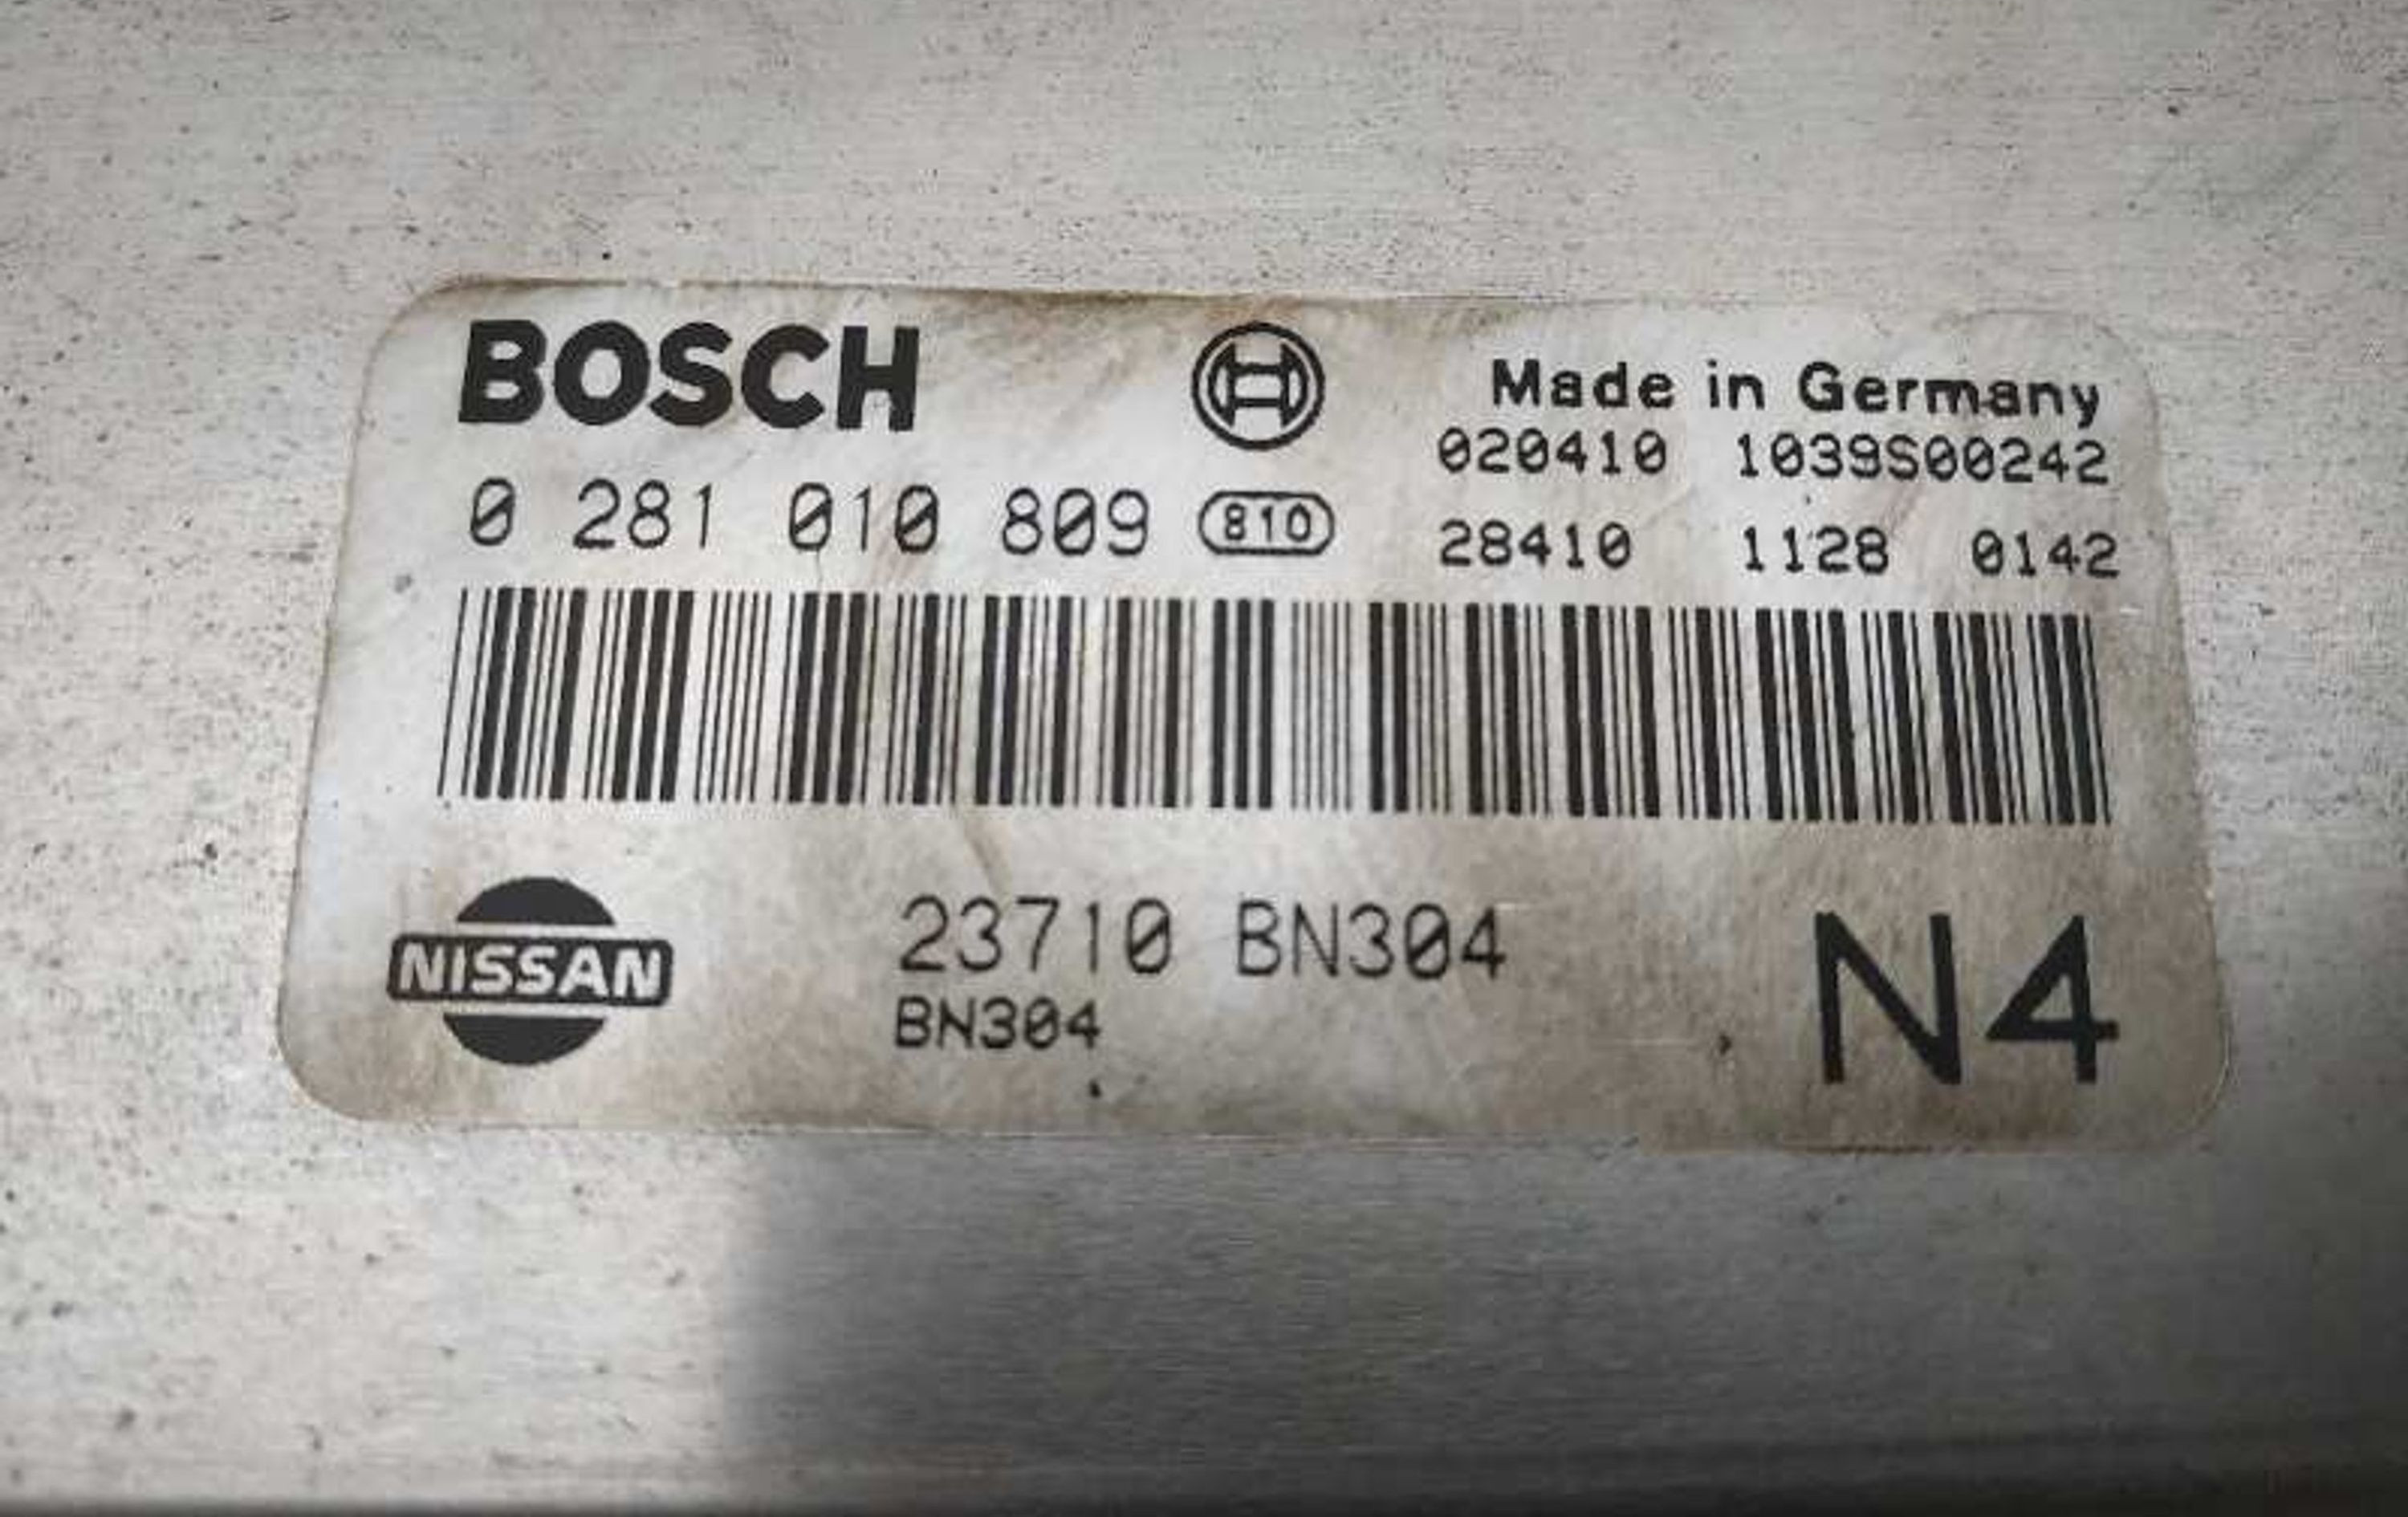 BOSCH
Made in Germany
020410 1039S00242
0 281 010 809 810
28410 1128 0142
NISSAN
23710 BN304
BN304
N4